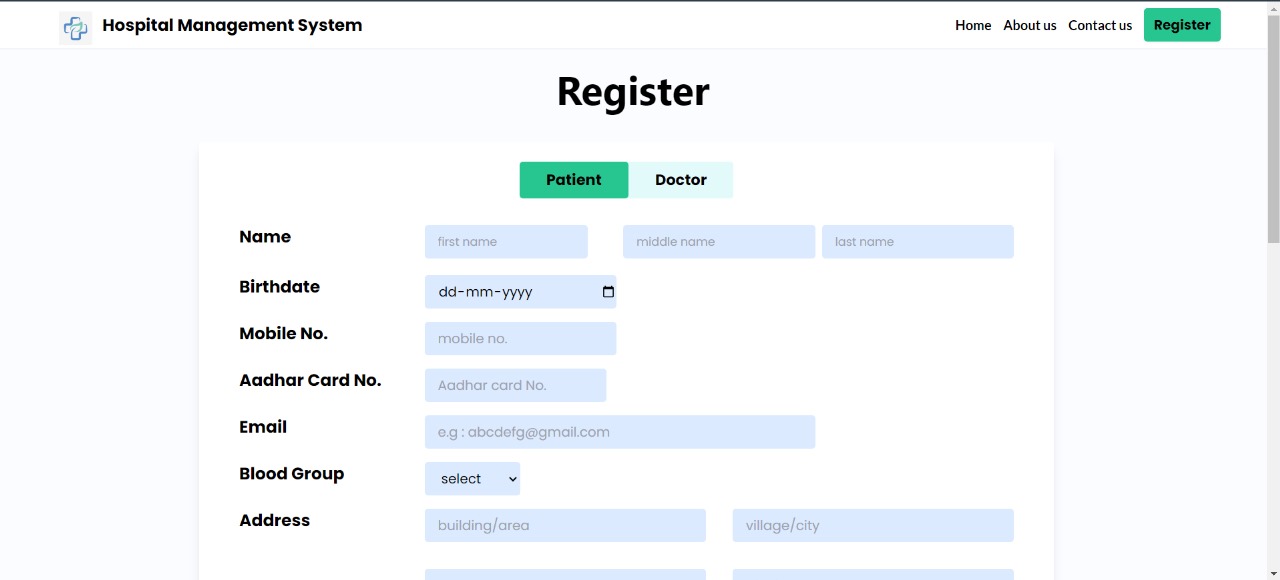 Hospital Management System Home About us Contact us Register
Register
Patient Doctor
Name first name middle name last name
Birthdate dd-mm-yyyy
Mobile No. mobile no.
Aadhar Card No. Aadhar card No.
Email e.g : abcdefg@gmail.com
Blood Group select
Address building/area village/city